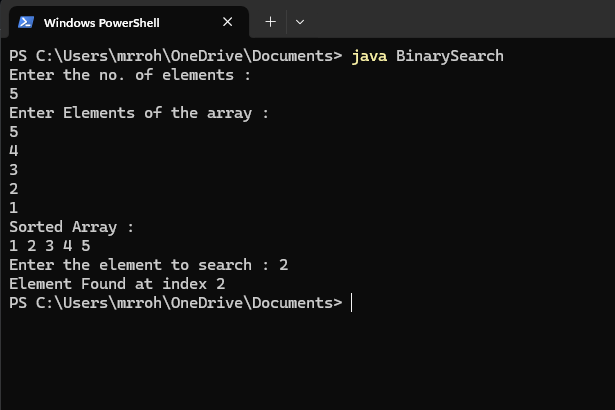 Windows PowerShell
PS C:\Users\mrroh\OneDrive\Documents> java BinarySearch
Enter the no. of elements :
5
Enter Elements of the array :
5
4
3
2
1
Sorted Array :
1 2 3 4 5
Enter the element to search : 2
Element Found at index 2
PS C:\Users\mrroh\OneDrive\Documents>